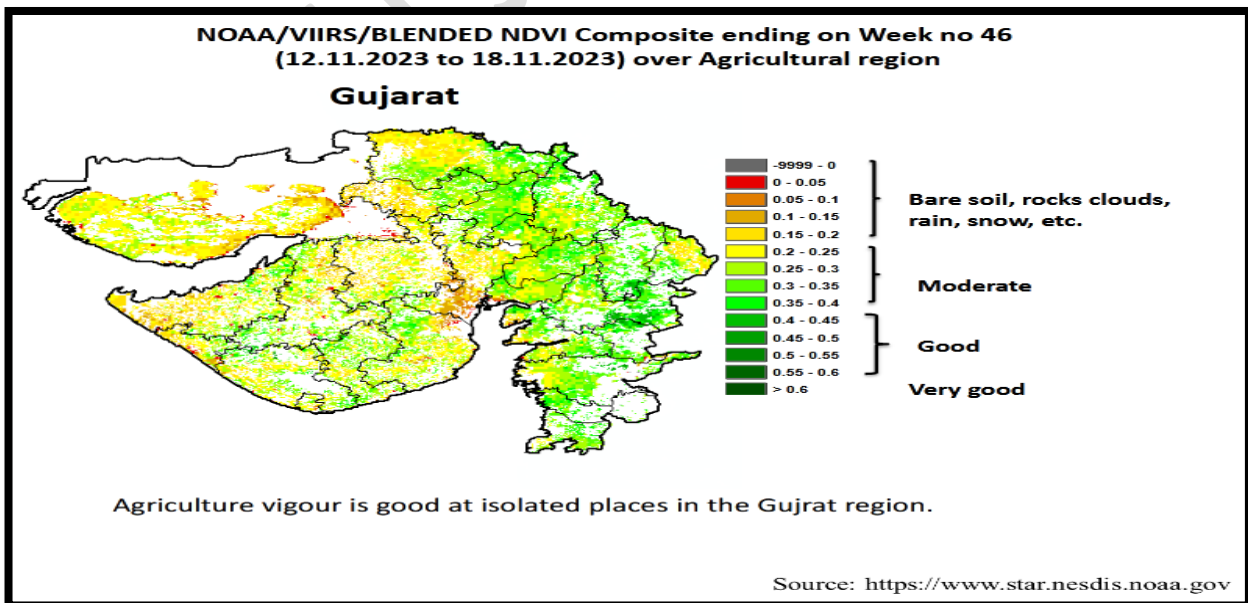 NOAA/VIIRS/BLENDED NDVI Composite ending on Week no 46
(12.11.2023 to 18.11.2023) over Agricultural region
Gujarat
-9999 - 0
0 - 0.05
0.05 - 0.1
0.1 - 0.15
0.15 - 0.2
0.2 - 0.25
0.25 - 0.3
0.3 - 0.35
0.35 - 0.4
0.4 - 0.45
0.45 - 0.5
0.5 - 0.55
0.55 - 0.6
> 0.6
Bare soil, rocks clouds,
rain, snow, etc.
Moderate
Good
Very good
Agriculture vigour is good at isolated places in the Gujrat region.
Source: https://www.star.nesdis.noaa.gov